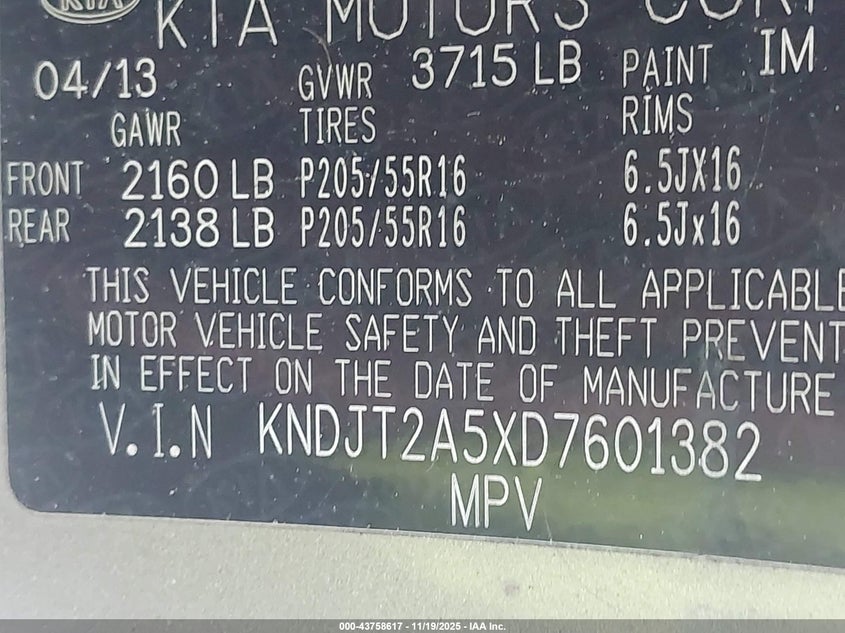 KIA
KIA MOTORS CORP
04/13 GVWR 3715 LB PAINT IM
GAWR TIRES RIMS
FRONT 2160 LB P205/55R16 6.5JX16
REAR 2138 LB P205/55R16 6.5Jx16
THIS VEHICLE CONFORMS TO ALL APPLICABLE
MOTOR VEHICLE SAFETY AND THEFT PREVENT
IN EFFECT ON THE DATE OF MANUFACTURE
V.I.N KNDJT2A5XD7601382
MPV
000-43758617 - 11/19/2025 - IAA Inc.